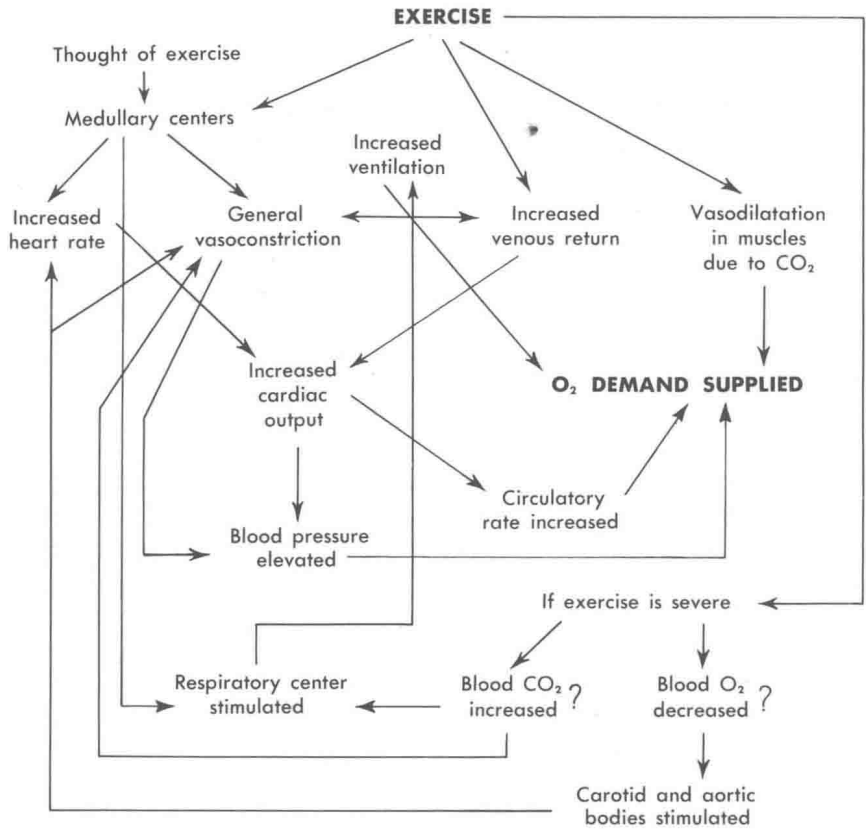 EXERCISE
Thought of exercise
Medullary centers
Increased
ventilation
Increased
heart rate
General
vasoconstriction
Increased
venous return
Vasodilatation
in muscles
due to CO₂
Increased
cardiac
output
O₂ DEMAND SUPPLIED
Circulatory
rate increased
Blood pressure
elevated
If exercise is severe
Respiratory center
stimulated
Blood CO₂
increased ?
Blood O₂
decreased ?
Carotid and aortic
bodies stimulated